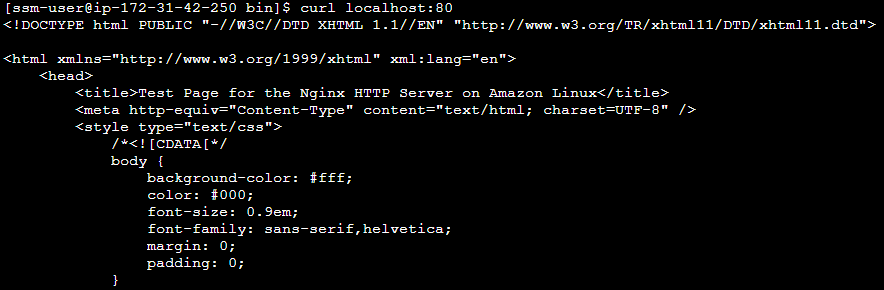 [ssm-user@ip-172-31-42-250 bin]$ curl localhost:80
<!DOCTYPE html PUBLIC "-//W3C//DTD XHTML 1.1//EN" "http://www.w3.org/TR/xhtml11/DTD/xhtml11.dtd">
<html xmlns="http://www.w3.org/1999/xhtml" xml:lang="en">
    <head>
        <title>Test Page for the Nginx HTTP Server on Amazon Linux</title>
        <meta http-equiv="Content-Type" content="text/html; charset=UTF-8" />
        <style type="text/css">
            /*<![CDATA[*/
            body {
                background-color: #fff;
                color: #000;
                font-size: 0.9em;
                font-family: sans-serif,helvetica;
                margin: 0;
                padding: 0;
            }